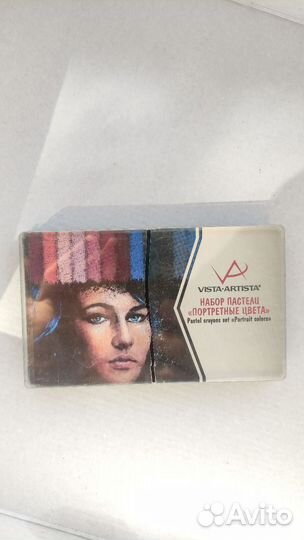 VISTA-ARTISTA®
НАБОР ПАСТЕЛИ
«ПОРТРЕТНЫЕ ЦВЕТА»
Pastel crayons set «Portrait colors»
Avito